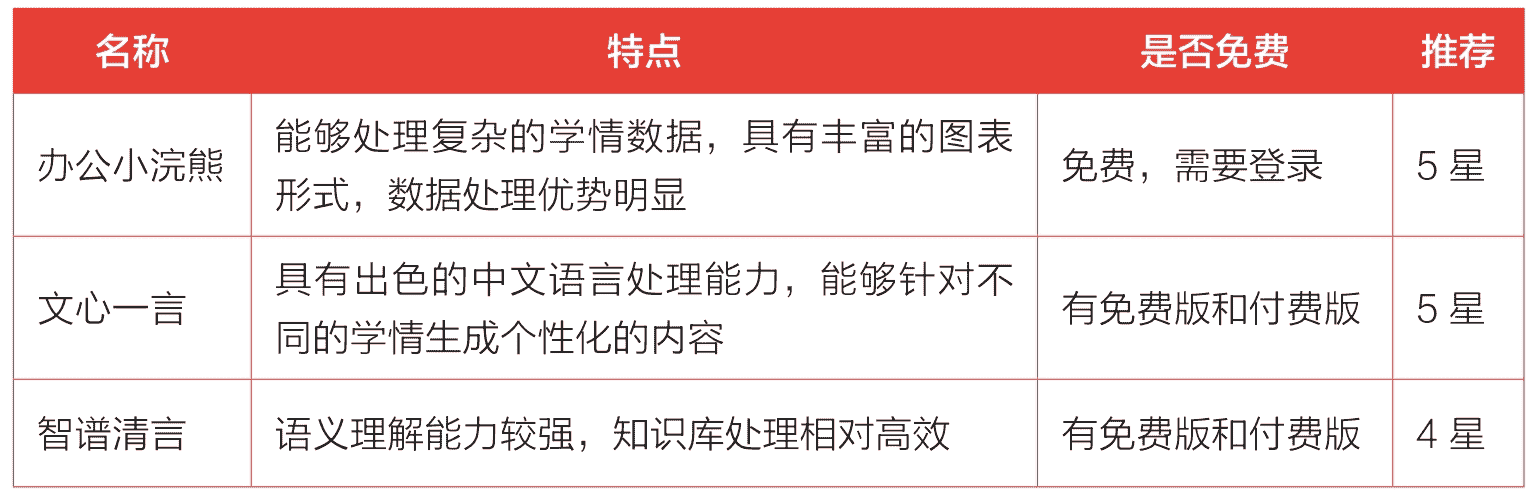 名称 特点 是否免费 推荐
办公小浣熊 能够处理复杂的学情数据，具有丰富的图表
形式，数据处理优势明显 免费，需要登录 5 星
文心一言 具有出色的中文语言处理能力，能够针对不
同的学情生成个性化的内容 有免费版和付费版 5 星
智谱清言 语义理解能力较强，知识库处理相对高效 有免费版和付费版 4 星